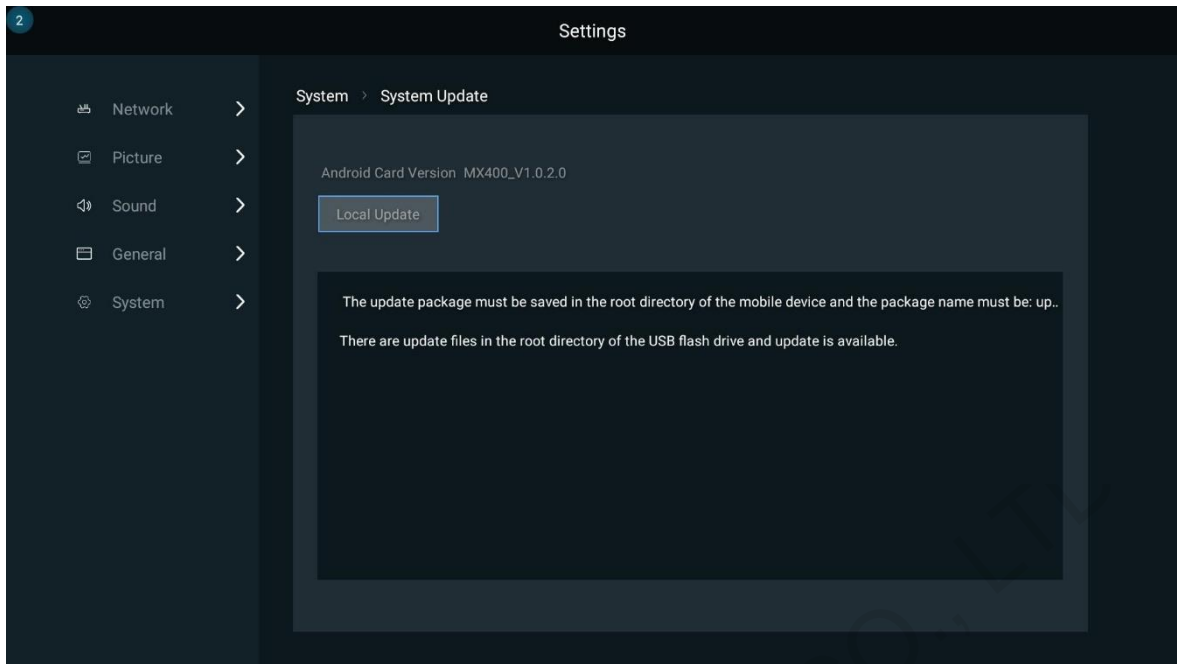 2
Settings
Network
Picture
Sound
General
System
System > System Update
Android Card Version MX400_V1.0.2.0
Local Update
The update package must be saved in the root directory of the mobile device and the package name must be: up..
There are update files in the root directory of the USB flash drive and update is available.
O., LT